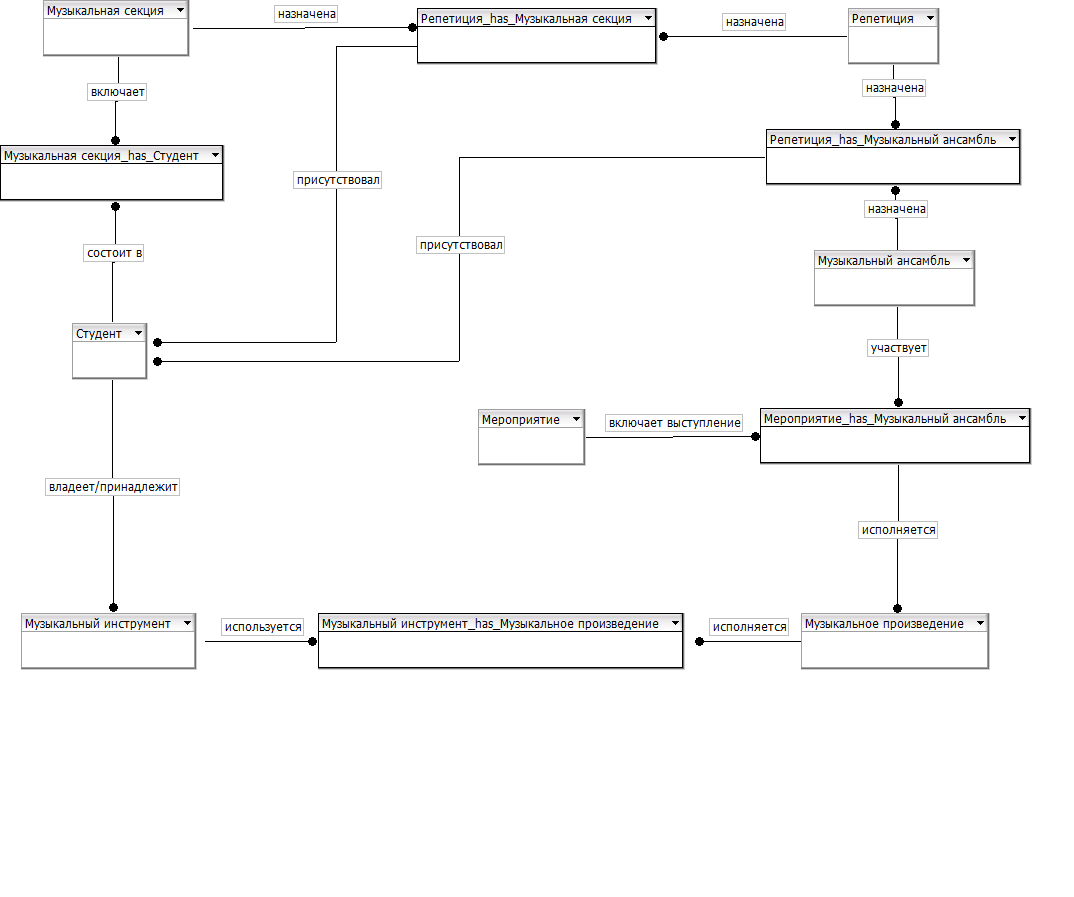 Музыкальная секция
назначена
Репетиция_has_Музыкальная секция
назначена
Репетиция
включает
назначена
Музыкальная секция_has_Студент
Репетиция_has_Музыкальный ансамбль
присутствовал
назначена
состоит в
присутствовал
Музыкальный ансамбль
Студент
участвует
Мероприятие
включает выступление
Мероприятие_has_Музыкальный ансамбль
владеет/принадлежит
исполняется
Музыкальный инструмент
используется
Музыкальный инструмент_has_Музыкальное произведение
исполняется
Музыкальное произведение